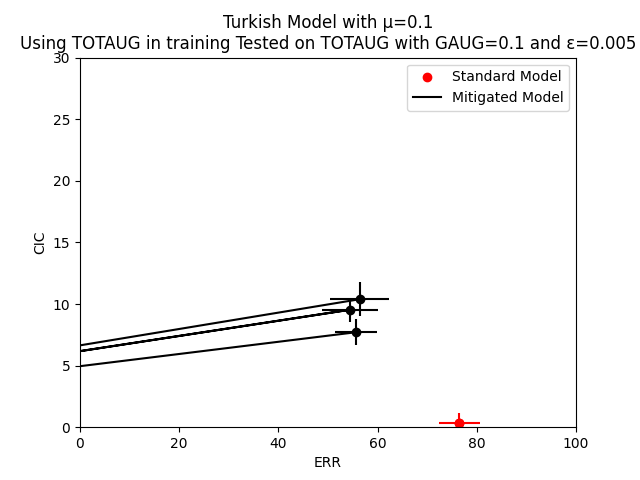 Turkish Model with μ=0.1
Using TOTAUG in training Tested on TOTAUG with GAUG=0.1 and ε=0.005
Standard Model
Mitigated Model
30
25
20
15
10
5
0
CIC
0 20 40 60 80 100
ERR